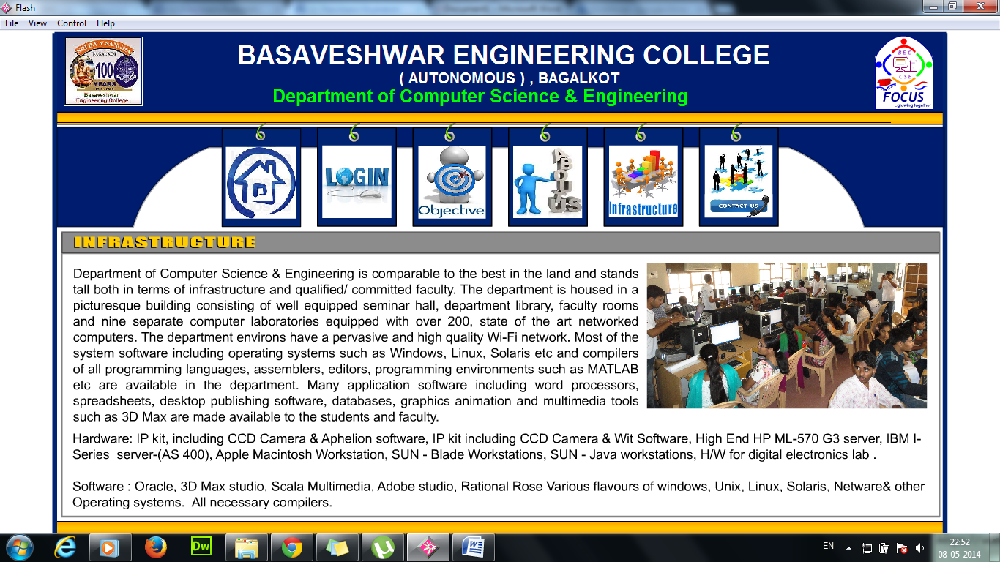 Flash
File View Control Help
SRI B.V.V.SANGHA
BAGALKOT
100
YEARS
Basaveshwar
Engineering College
BASAVESHWAR ENGINEERING COLLEGE
( AUTONOMOUS ) , BAGALKOT
Department of Computer Science & Engineering
BEC
CSE
FOCUS
..growing together
LOGIN
Objective
ABOUT US
Infrastructure
CONTACT US
INFRASTRUCTURE
Department of Computer Science & Engineering is comparable to the best in the land and stands
tall both in terms of infrastructure and qualified/ committed faculty. The department is housed in a
picturesque building consisting of well equipped seminar hall, department library, faculty rooms
and nine separate computer laboratories equipped with over 200, state of the art networked
computers. The department environs have a pervasive and high quality Wi-Fi network. Most of the
system software including operating systems such as Windows, Linux, Solaris etc and compilers
of all programming languages, assemblers, editors, programming environments such as MATLAB
etc are available in the department. Many application software including word processors,
spreadsheets, desktop publishing software, databases, graphics animation and multimedia tools
such as 3D Max are made available to the students and faculty.
Hardware: IP kit, including CCD Camera & Aphelion software, IP kit including CCD Camera & Wit Software, High End HP ML-570 G3 server, IBM I-
Series server-(AS 400), Apple Macintosh Workstation, SUN - Blade Workstations, SUN - Java workstations, H/W for digital electronics lab .
Software : Oracle, 3D Max studio, Scala Multimedia, Adobe studio, Rational Rose Various flavours of windows, Unix, Linux, Solaris, Netware& other
Operating systems. All necessary compilers.
Dw
EN
22:52
08-05-2014